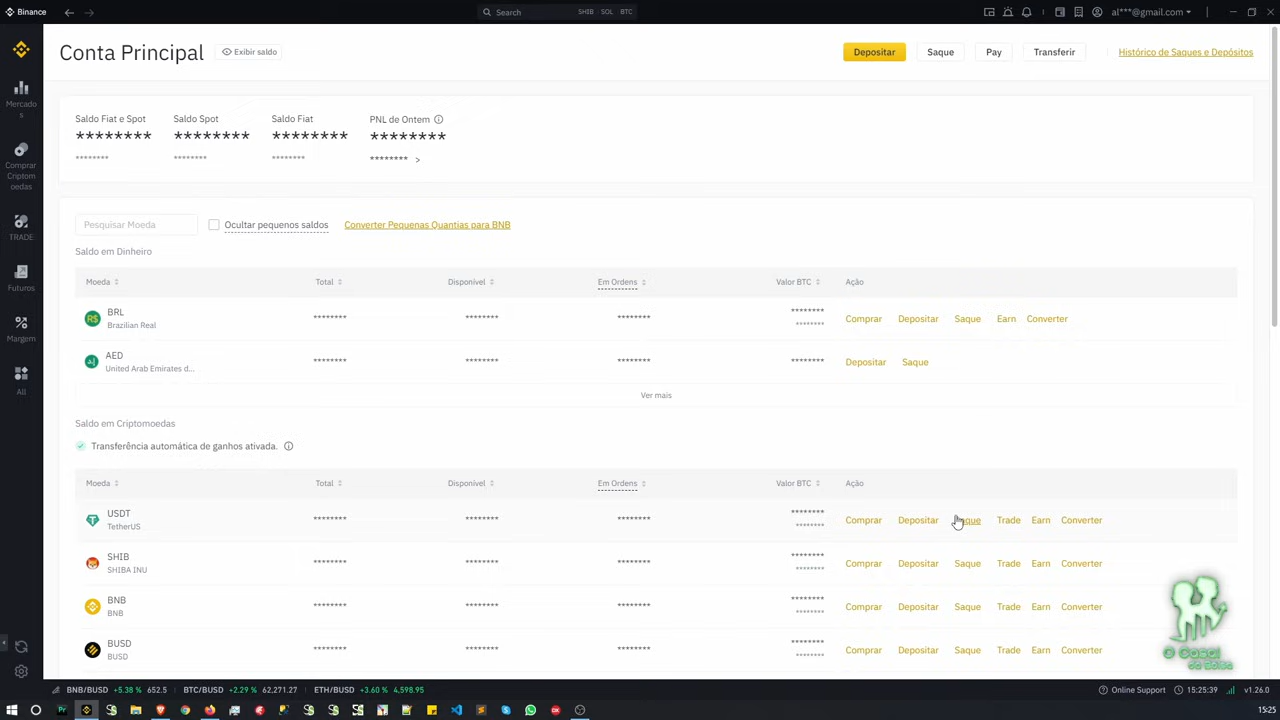 Binance
Search
SHIB
SOL
BTC
al***@gmail.com
Conta Principal
Exibir saldo
Depositar
Saque
Pay
Transferir
Histórico de Saques e Depósitos
Mercado
s
Comprar
Criptom
oedas
TRADE
Futuros
Margem
All
Saldo Fiat e Spot
Saldo Spot
Saldo Fiat
PNL de Ontem
********
********
********
********
********
********
********
******** >
Pesquisar Moeda
Ocultar pequenos saldos
Converter Pequenas Quantias para BNB
Saldo em Dinheiro
Moeda
Total
Disponível
Em Ordens
Valor BTC
Ação
BRL
Brazilian Real
********
********
********
********
********
Comprar
Depositar
Saque
Earn
Converter
AED
United Arab Emirates d...
********
********
********
********
Depositar
Saque
Ver mais
Saldo em Criptomoedas
Transferência automática de ganhos ativada.
Moeda
Total
Disponível
Em Ordens
Valor BTC
Ação
USDT
TetherUS
********
********
********
********
********
Comprar
Depositar
Saque
Trade
Earn
Converter
SHIB
SHIBA INU
********
********
********
********
********
Comprar
Depositar
Saque
Trade
Earn
Converter
BNB
BNB
********
********
********
********
********
Comprar
Depositar
Saque
Trade
Earn
Converter
BUSD
BUSD
********
********
********
********
********
Comprar
Depositar
Saque
Trade
Earn
Converter
O Casal
da Bolsa
BNB/BUSD +5.38 % 652.5
BTC/BUSD +2.29 % 62,271.27
ETH/BUSD +3.60 % 4,598.95
Online Support
15:25:39
v1.26.0
15:25